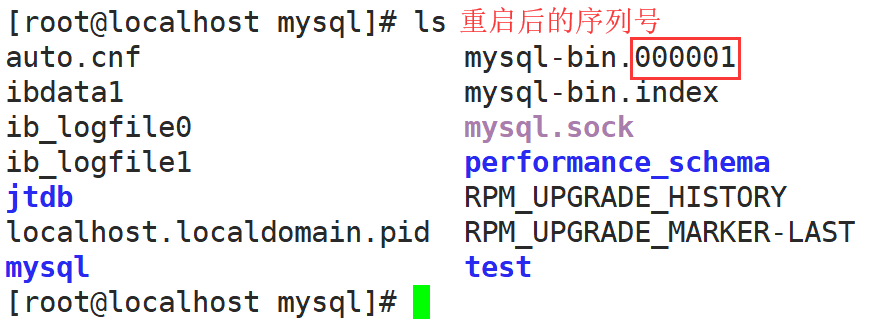 [root@localhost mysql]# ls 重启后的序列号
auto.cnf mysql-bin.000001
ibdata1 mysql-bin.index
ib_logfile0 mysql.sock
ib_logfile1 performance_schema
jtdb RPM_UPGRADE_HISTORY
localhost.localdomain.pid RPM_UPGRADE_MARKER-LAST
mysql test
[root@localhost mysql]#